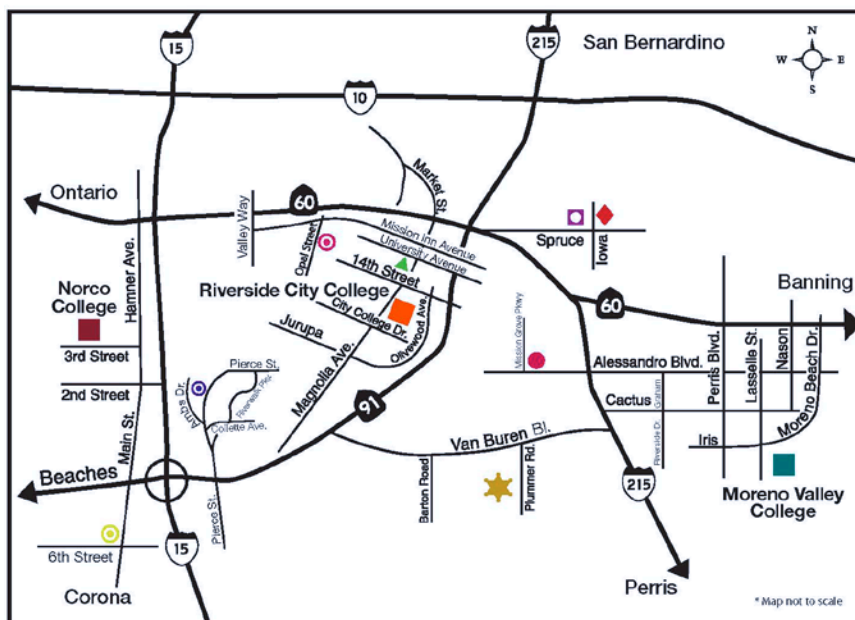 15
215
San Bernardino
N
W E
S
10
Market St.
Ontario
60
Valley Way
Opal Street
Mission Inn Avenue
University Avenue
Spruce
Iowa
Hamner Ave.
14th Street
Norco
College
Riverside City College
City College Dr.
Olivewood Ave.
Banning
60
Mission Grove Pkwy
Perris Blvd.
Lasselle St.
Nason
Moreno Beach Dr.
3rd Street
Jurupa
Magnolia Ave.
Pierce St.
Alessandro Blvd.
2nd Street
Ambs Dr.
Riverwalk Pkw
Collette Ave.
91
Cactus
Graham
Main St.
Van Buren Bl.
Iris
Riverside Dr.
Beaches
Pierce St.
Barton Road
Plummer Rd.
215
Moreno Valley
College
6th Street
15
Corona
Perris
* Map not to scale